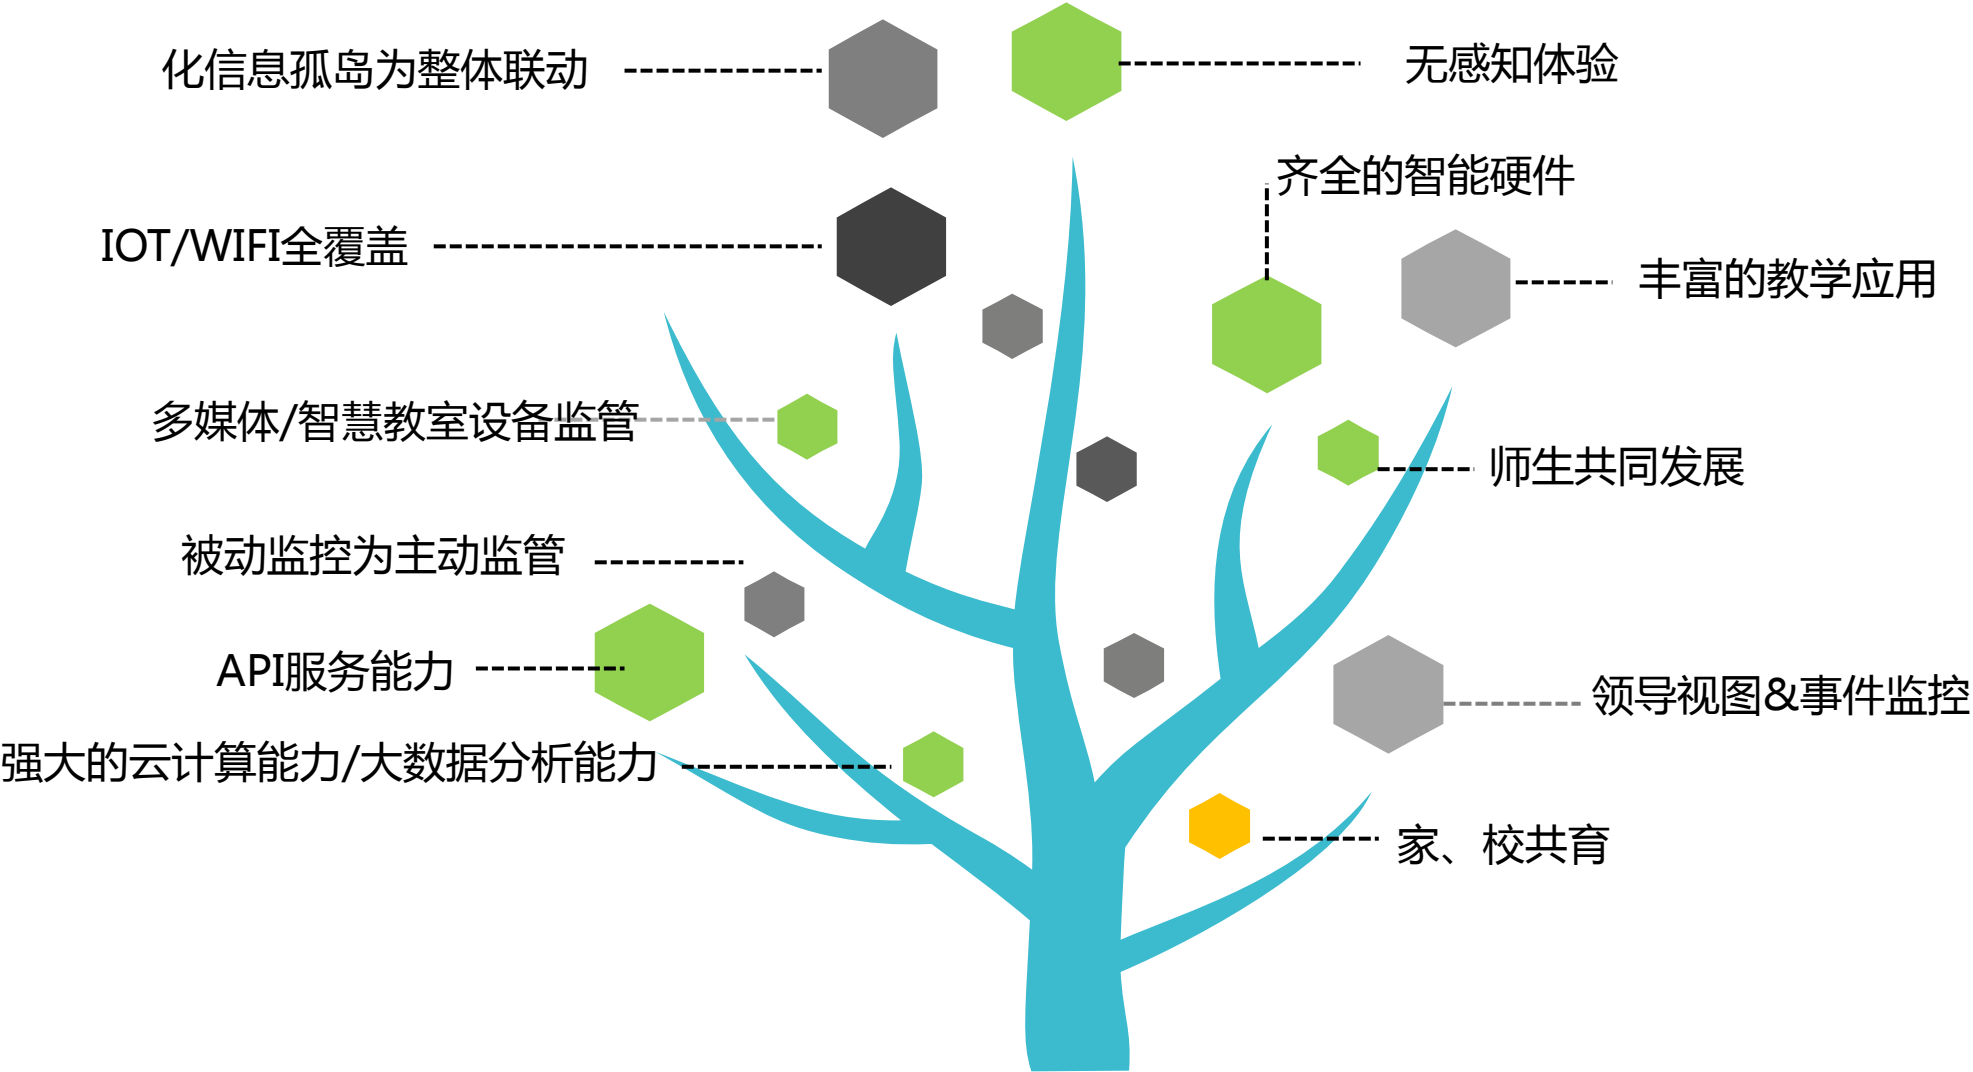 化信息孤岛为整体联动
无感知体验
齐全的智能硬件
IOT/WIFI全覆盖
丰富的教学应用
多媒体/智慧教室设备监管
师生共同发展
被动监控为主动监管
API服务能力
领导视图&事件监控
强大的云计算能力/大数据分析能力
家、校共育